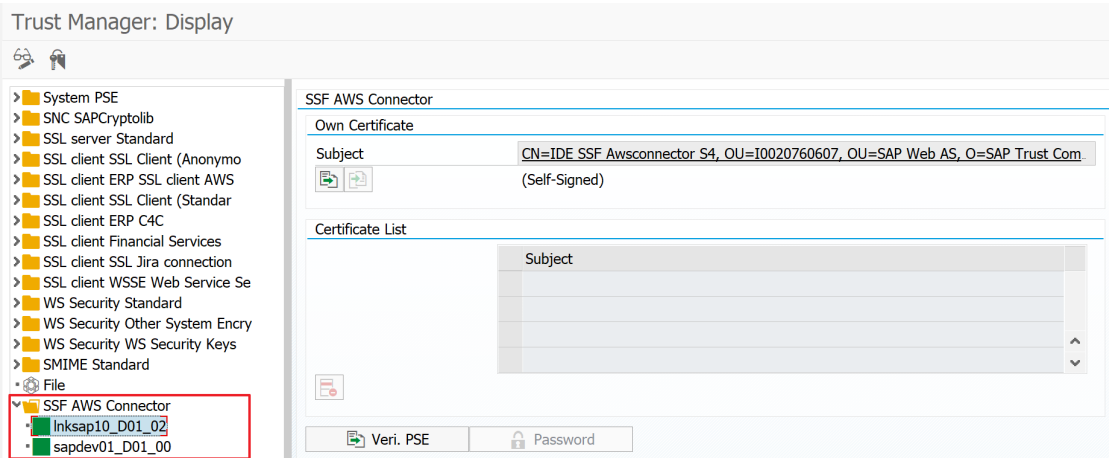 Trust Manager: Display
System PSE
SNC SAPCryptolib
SSL server Standard
SSL client SSL Client (Anonymo
SSL client ERP SSL client AWS
SSL client SSL Client (Standar
SSL client ERP C4C
SSL client Financial Services
SSL client SSL Jira connection
SSL client WSSE Web Service Se
WS Security Standard
WS Security Other System Encry
WS Security WS Security Keys
SMIME Standard
File
SSF AWS Connector
lnksap10_D01_02
sapdev01_D01_00
SSF AWS Connector
Own Certificate
Subject CN=IDE SSF Awsconnector S4, OU=I0020760607, OU=SAP Web AS, O=SAP Trust Com
(Self-Signed)
Certificate List
Subject
Veri. PSE Password